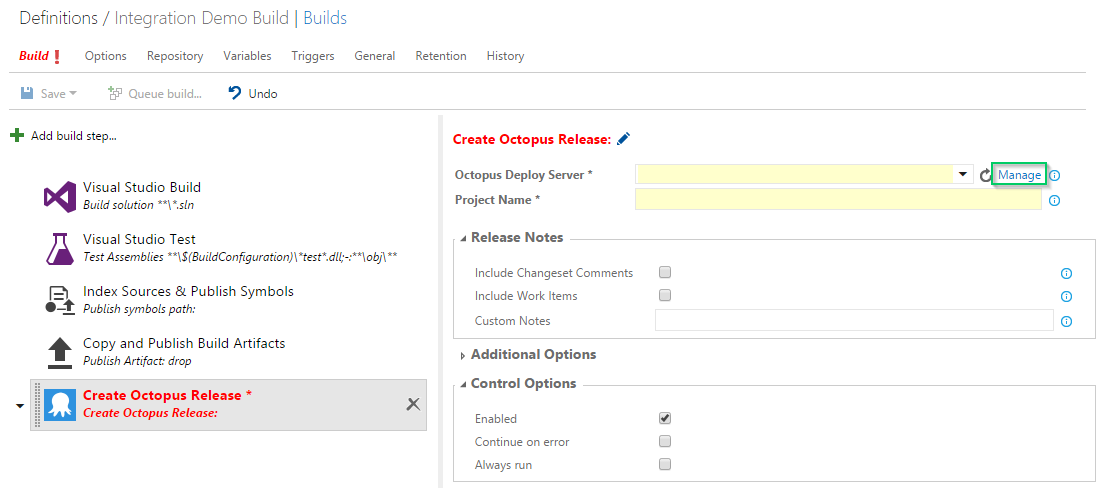 Definitions / Integration Demo Build | Builds
Build ! Options Repository Variables Triggers General Retention History
Save Queue build... Undo
Add build step...
Visual Studio Build
Build solution **\*.sln
Visual Studio Test
Test Assemblies **\$(BuildConfiguration)\*test*.dll;-:**\obj\**
Index Sources & Publish Symbols
Publish symbols path:
Copy and Publish Build Artifacts
Publish Artifact: drop
Create Octopus Release *
Create Octopus Release:
Create Octopus Release:
Octopus Deploy Server * Manage
Project Name *
Release Notes
Include Changeset Comments
Include Work Items
Custom Notes
Additional Options
Control Options
Enabled
Continue on error
Always run